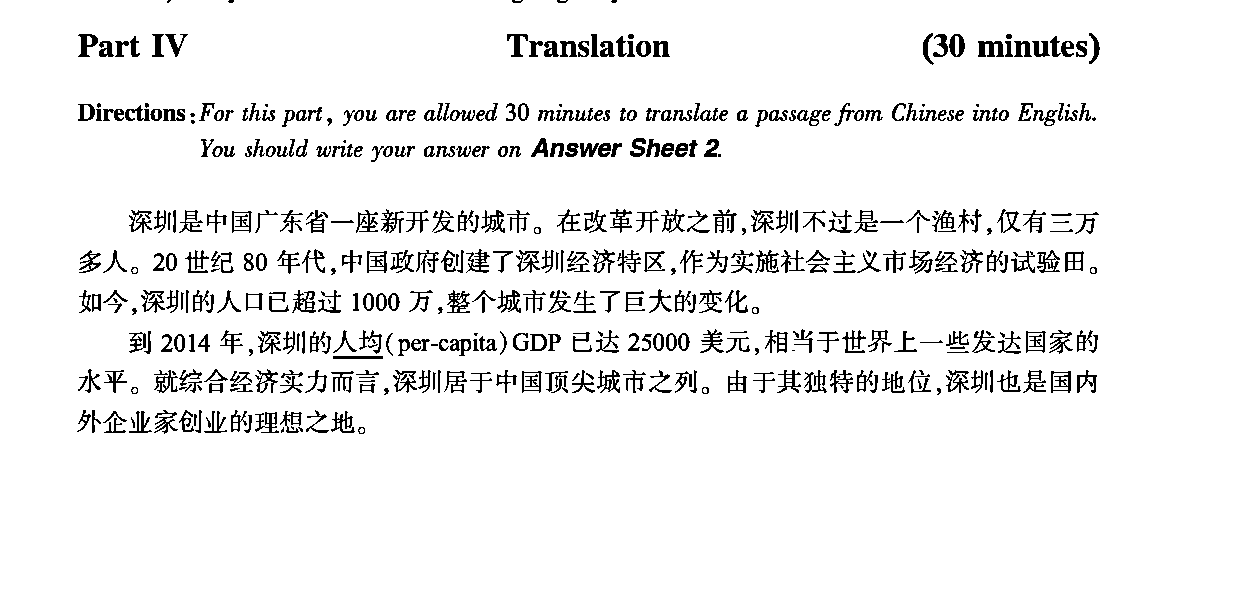 Part IV Translation (30 minutes)
Directions: For this part, you are allowed 30 minutes to translate a passage from Chinese into English.
You should write your answer on Answer Sheet 2.
深圳是中国广东省一座新开发的城市。在改革开放之前,深圳不过是一个渔村,仅有三万
多人。20 世纪 80 年代,中国政府创建了深圳经济特区,作为实施社会主义市场经济的试验田。
如今,深圳的人口已超过 1000 万,整个城市发生了巨大的变化。
到 2014 年,深圳的人均(per-capita)GDP 已达 25000 美元,相当于世界上一些发达国家的
水平。就综合经济实力而言,深圳居于中国顶尖城市之列。由于其独特的地位,深圳也是国内
外企业家创业的理想之地。